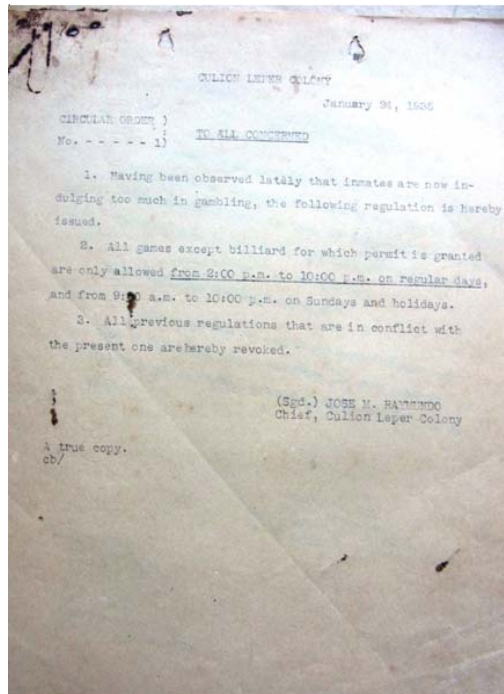 CULION LEPER COLONY
January 24, 1935
CIRCULAR ORDER )
:
No. - - - - - 1)
TO ALL CONCERNED
1. Having been observed lately that inmates are now in-
dulging too much in gambling, the following regulation is hereby
issued.
2. All games except billiard for which permit is granted
are only allowed from 2:00 p.m. to 10:00 p.m. on regular days,
and from 9:00 a.m. to 10:00 p.m. on Sundays and holidays.
3. All previous regulations that are in conflict with
the present one are hereby revoked.
(Sgd.) JOSE M. RAYMUNDO
Chief, Culion Leper Colony
A true copy.
cb/